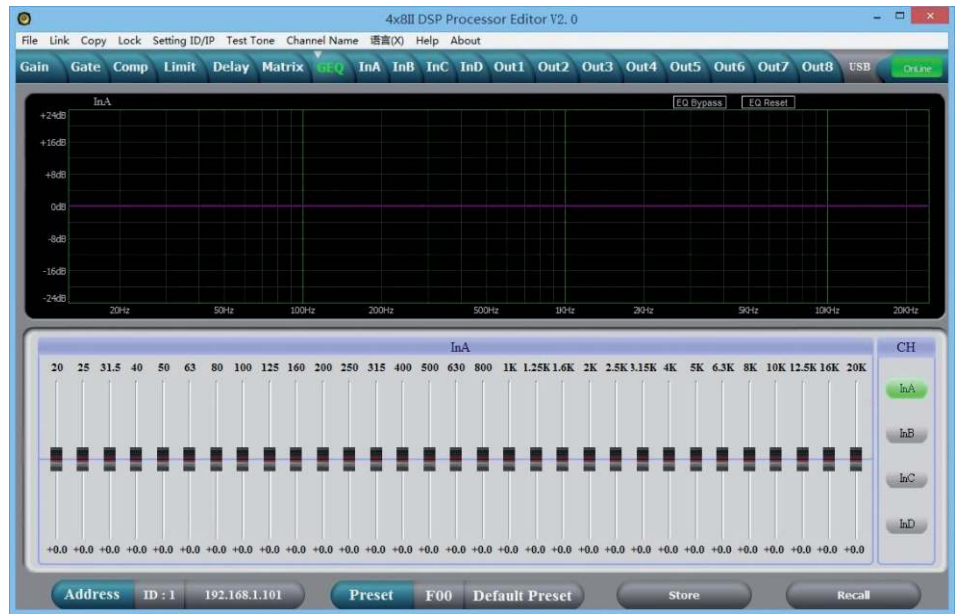 4x8II DSP Processor Editor V2.0
File Link Copy Lock Setting ID/IP Test Tone Channel Name 语言(X) Help About
Gain Gate Comp Limit Delay Matrix GEQ InA InB InC InD Out1 Out2 Out3 Out4 Out5 Out6 Out7 Out8 USB OnLine
InA EQ Bypass EQ Reset
+24dB
+16dB
+8dB
0dB
-8dB
-16dB
-24dB
20Hz 50Hz 100Hz 200Hz 500Hz 1KHz 2KHz 5KHz 10KHz 20KHz
InA CH
20 25 31.5 40 50 63 80 100 125 160 200 250 315 400 500 630 800 1K 1.25K 1.6K 2K 2.5K 3.15K 4K 5K 6.3K 8K 10K 12.5K 16K 20K
InA
InB
InC
InD
+0.0 +0.0 +0.0 +0.0 +0.0 +0.0 +0.0 +0.0 +0.0 +0.0 +0.0 +0.0 +0.0 +0.0 +0.0 +0.0 +0.0 +0.0 +0.0 +0.0 +0.0 +0.0 +0.0 +0.0 +0.0 +0.0 +0.0 +0.0 +0.0 +0.0 +0.0
Address ID : 1 192.168.1.101 Preset F00 Default Preset Store Recall